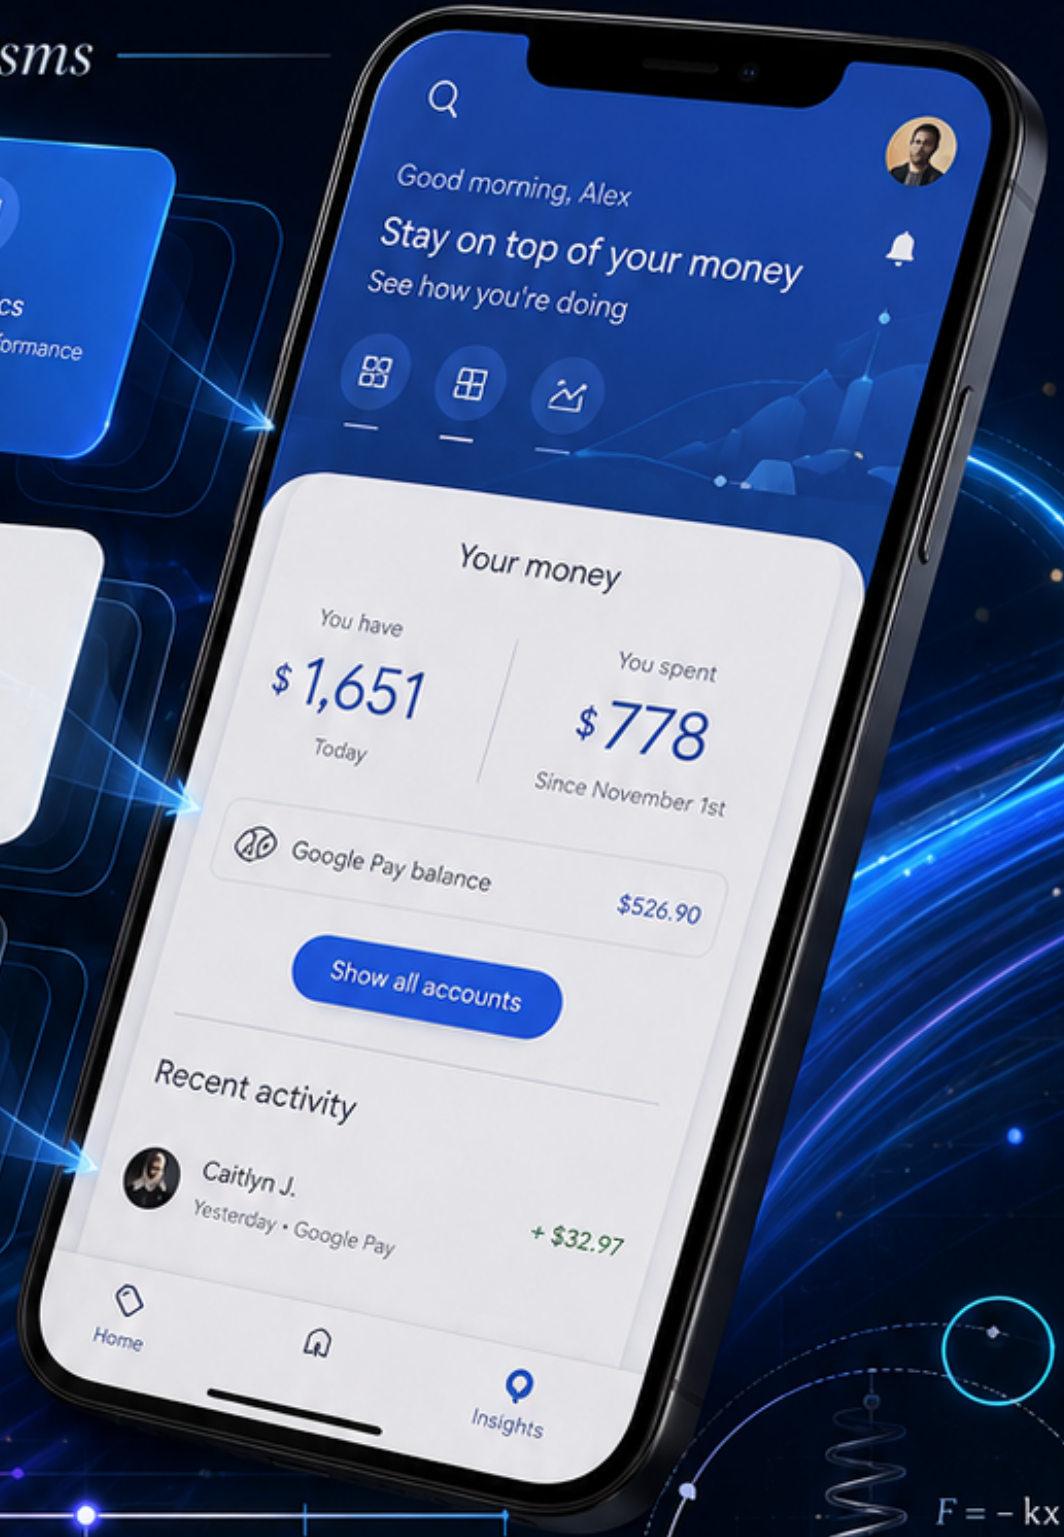 sms
cs
formance
Good morning, Alex
Stay on top of your money
See how you're doing
Your money
You have
$1,651
Today
You spent
$778
Since November 1st
Google Pay balance
$526.90
Show all accounts
Recent activity
Caitlyn J.
Yesterday • Google Pay
+ $32.97
Home
Insights
F = – kx